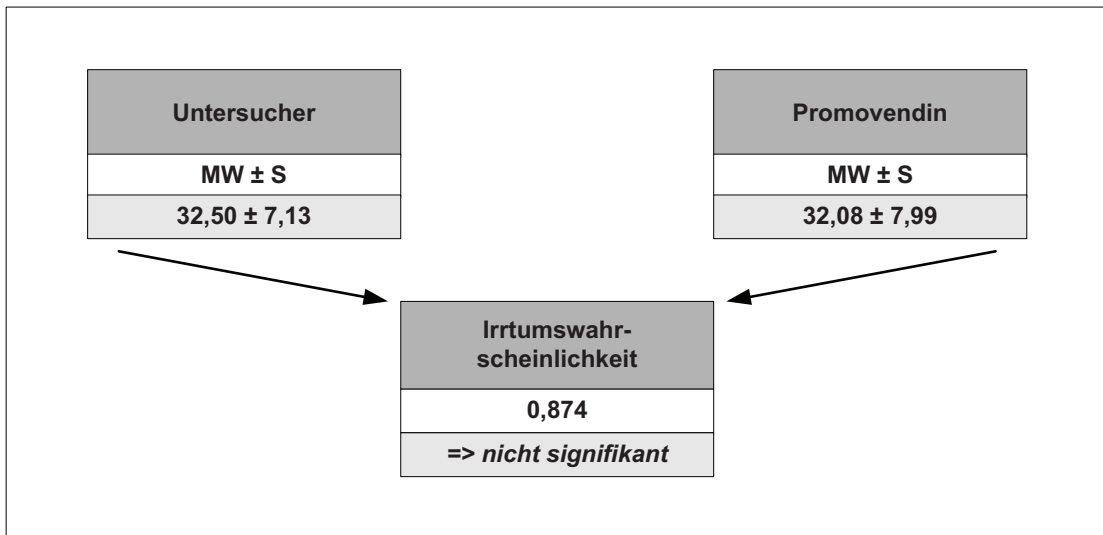 Untersucher
MW ± S
32,50 ± 7,13
Promovendin
MW ± S
32,08 ± 7,99
Irrtumswahr-
scheinlichkeit
0,874
=> nicht signifikant